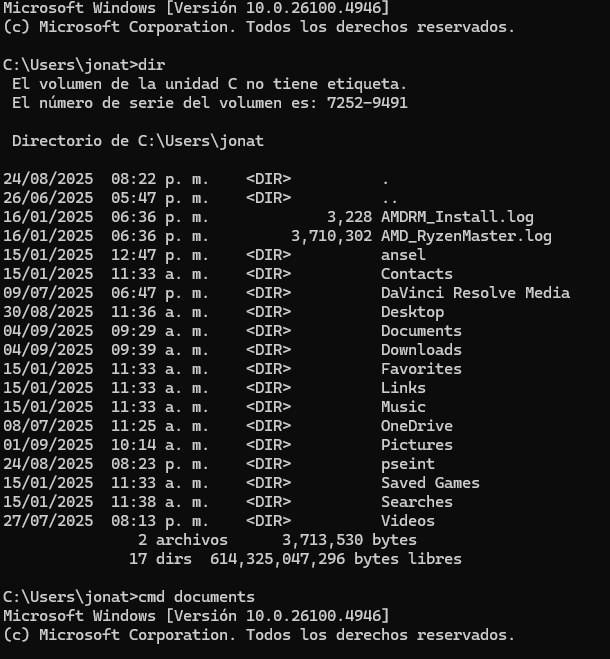 Microsoft Windows [Versión 10.0.26100.4946]
(c) Microsoft Corporation. Todos los derechos reservados.
C:\Users\jonat>dir
El volumen de la unidad C no tiene etiqueta.
El número de serie del volumen es: 7252-9491
Directorio de C:\Users\jonat
24/08/2025  08:22 p. m.    <DIR>          .
26/06/2025  05:47 p. m.    <DIR>          ..
16/01/2025  06:36 p. m.             3,228 AMDRM_Install.log
16/01/2025  06:36 p. m.         3,710,302 AMD_RyzenMaster.log
15/01/2025  12:47 p. m.    <DIR>          ansel
15/01/2025  11:33 a. m.    <DIR>          Contacts
09/07/2025  06:47 p. m.    <DIR>          DaVinci Resolve Media
30/08/2025  11:36 a. m.    <DIR>          Desktop
04/09/2025  09:29 a. m.    <DIR>          Documents
04/09/2025  09:39 a. m.    <DIR>          Downloads
15/01/2025  11:33 a. m.    <DIR>          Favorites
15/01/2025  11:33 a. m.    <DIR>          Links
15/01/2025  11:33 a. m.    <DIR>          Music
08/07/2025  11:25 a. m.    <DIR>          OneDrive
01/09/2025  10:14 a. m.    <DIR>          Pictures
24/08/2025  08:23 p. m.    <DIR>          pseint
15/01/2025  11:33 a. m.    <DIR>          Saved Games
15/01/2025  11:38 a. m.    <DIR>          Searches
27/07/2025  08:13 p. m.    <DIR>          Videos
2 archivos      3,713,530 bytes
17 dirs  614,325,047,296 bytes libres
C:\Users\jonat>cmd documents
Microsoft Windows [Versión 10.0.26100.4946]
(c) Microsoft Corporation. Todos los derechos reservados.